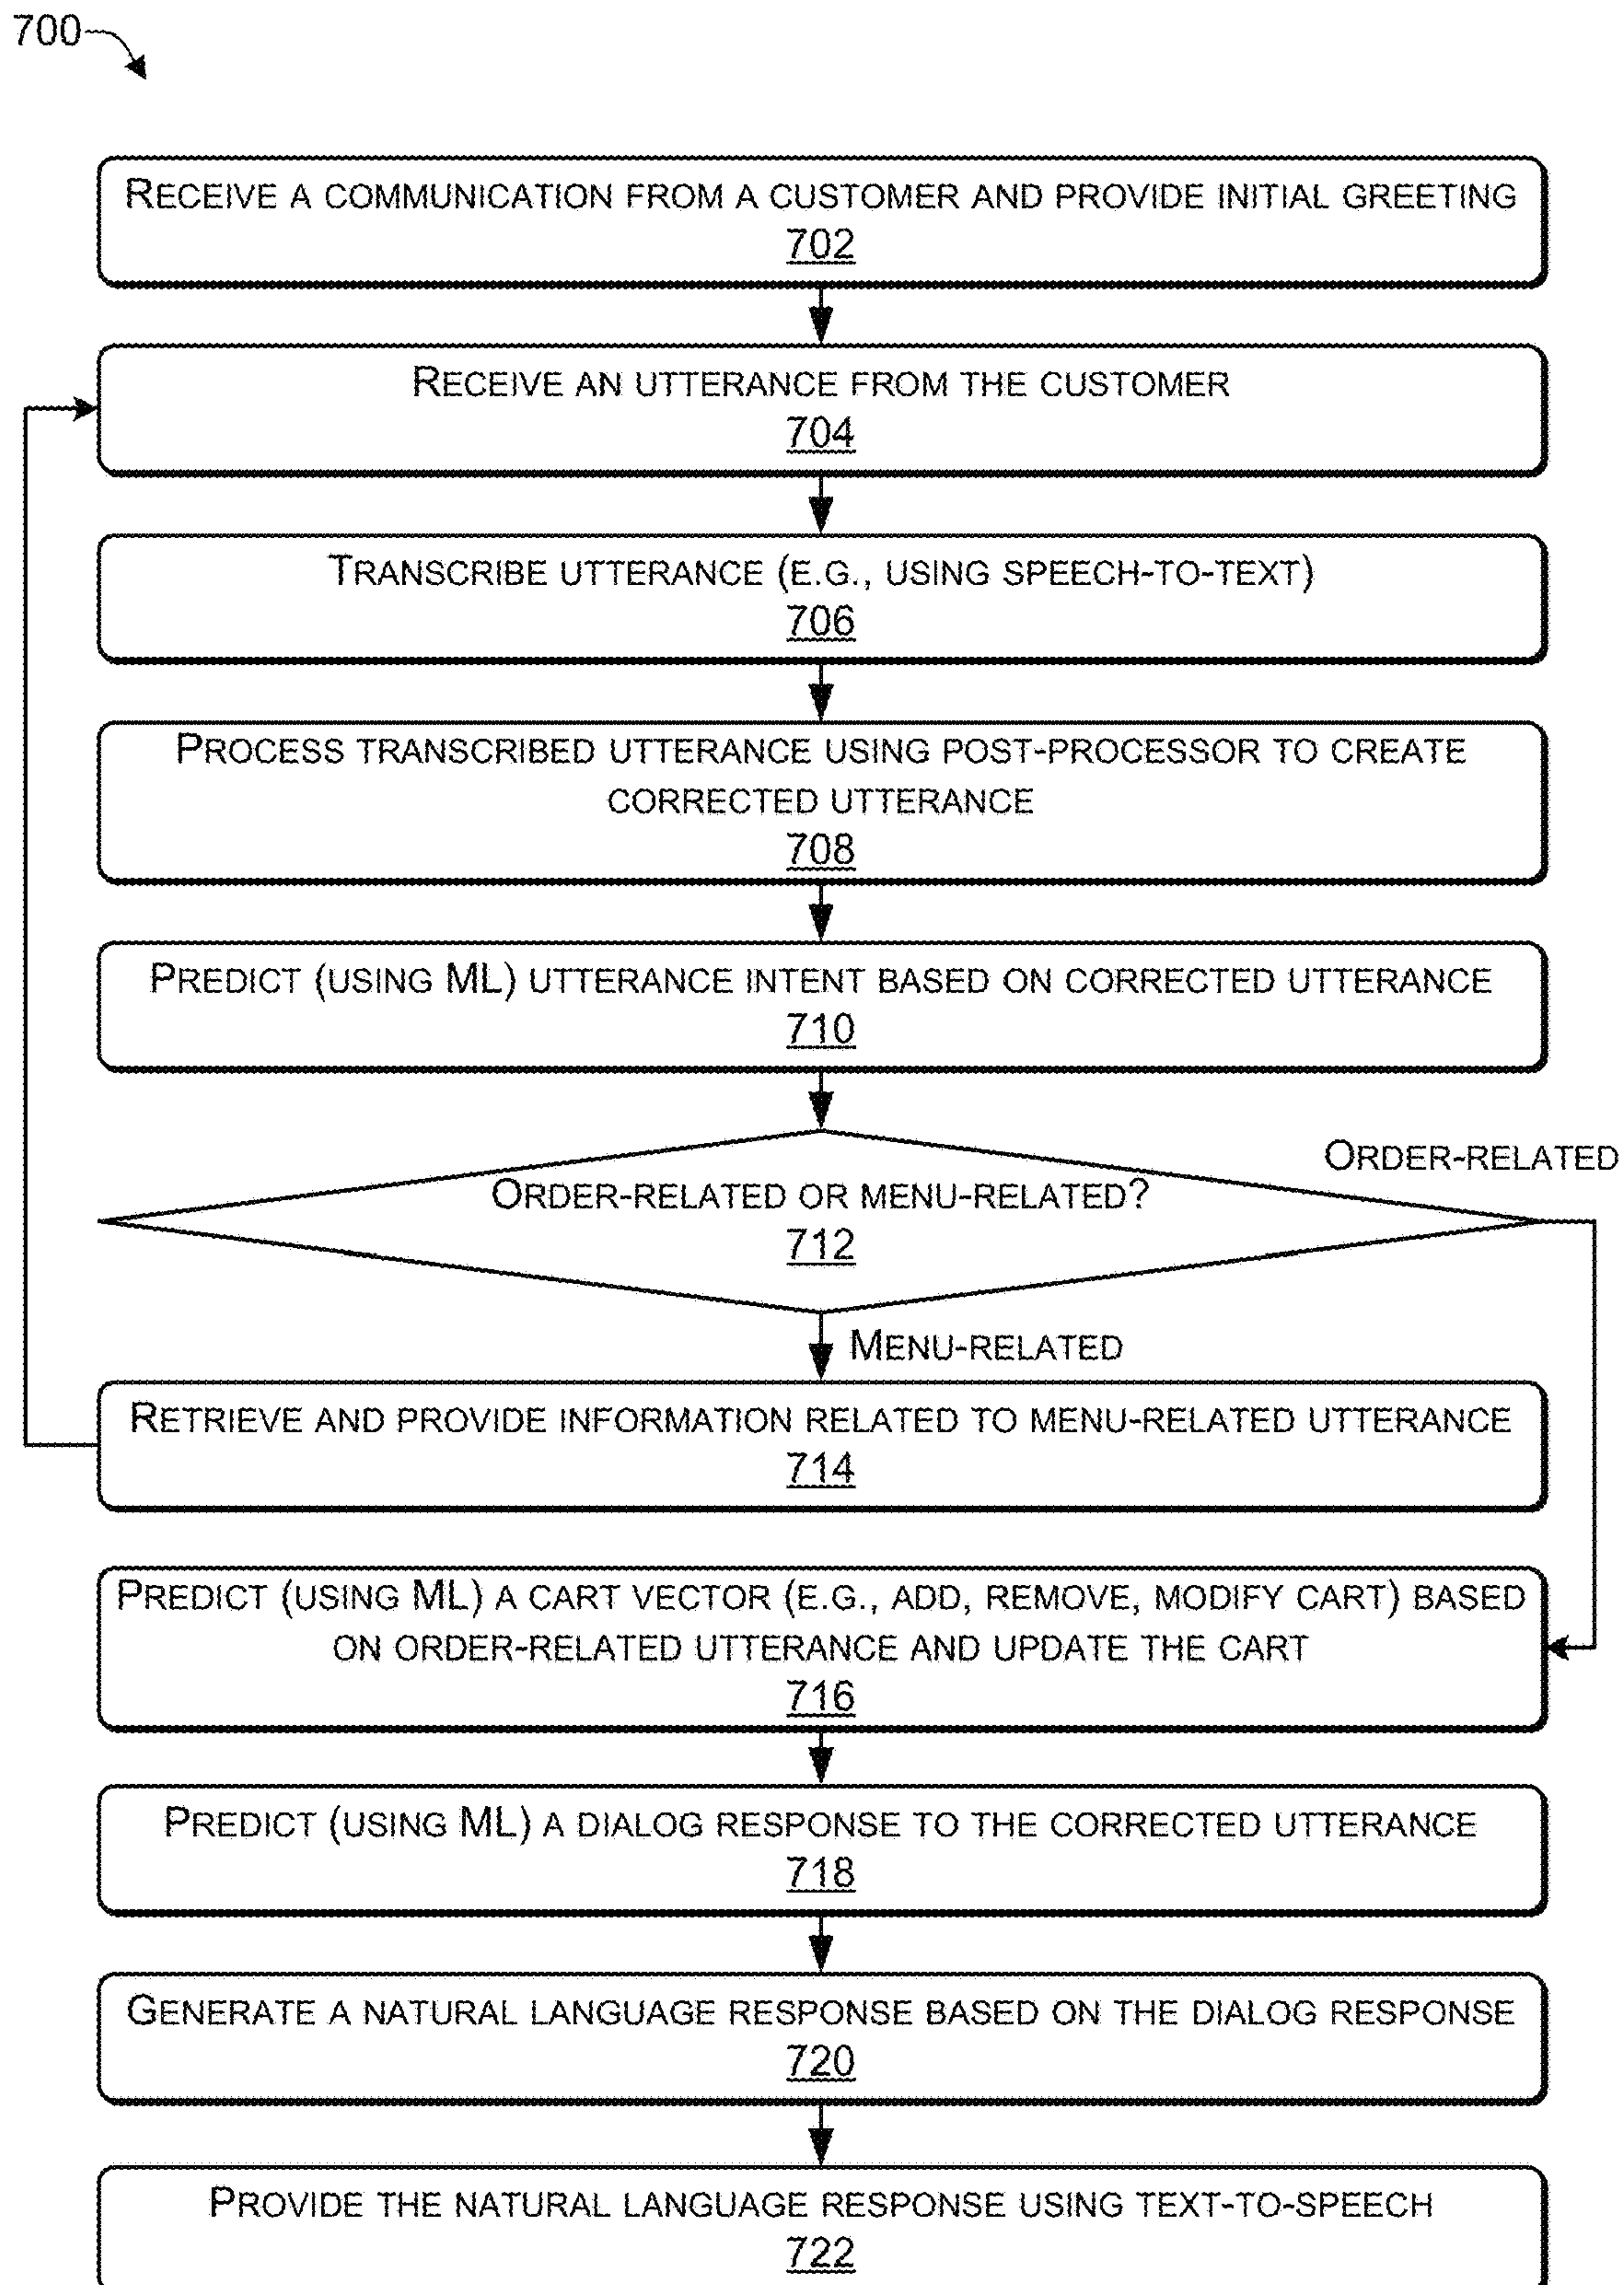 700
RECEIVE A COMMUNICATION FROM A CUSTOMER AND PROVIDE INITIAL GREETING
702
RECEIVE AN UTTERANCE FROM THE CUSTOMER
704
TRANSCRIBE UTTERANCE (E.G., USING SPEECH-TO-TEXT)
706
PROCESS TRANSCRIBED UTTERANCE USING POST-PROCESSOR TO CREATE
CORRECTED UTTERANCE
708
PREDICT (USING ML) UTTERANCE INTENT BASED ON CORRECTED UTTERANCE
710
ORDER-RELATED
ORDER-RELATED OR MENU-RELATED?
712
MENU-RELATED
RETRIEVE AND PROVIDE INFORMATION RELATED TO MENU-RELATED UTTERANCE
714
PREDICT (USING ML) A CART VECTOR (E.G., ADD, REMOVE, MODIFY CART) BASED
ON ORDER-RELATED UTTERANCE AND UPDATE THE CART
716
PREDICT (USING ML) A DIALOG RESPONSE TO THE CORRECTED UTTERANCE
718
GENERATE A NATURAL LANGUAGE RESPONSE BASED ON THE DIALOG RESPONSE
720
PROVIDE THE NATURAL LANGUAGE RESPONSE USING TEXT-TO-SPEECH
722